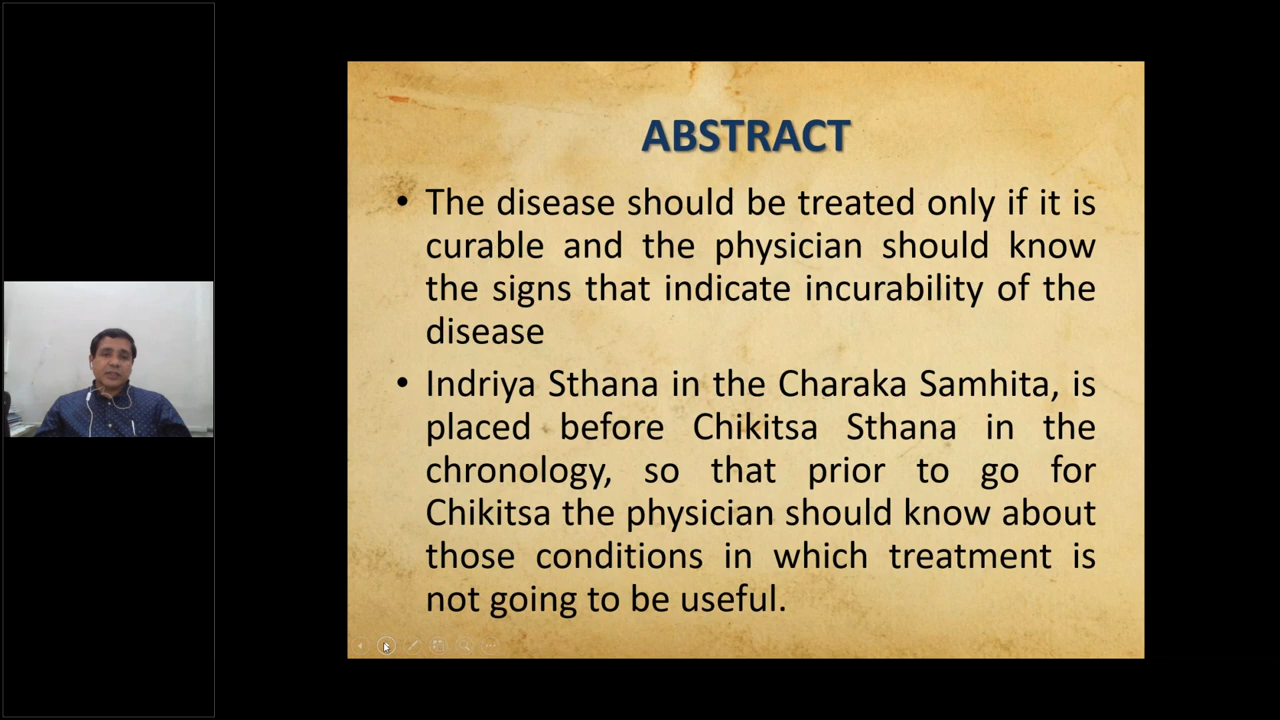 ABSTRACT
• The disease should be treated only if it is
curable and the physician should know
the signs that indicate incurability of the
disease
• Indriya Sthana in the Charaka Samhita, is
placed before Chikitsa Sthana in the
chronology, so that prior to go for
Chikitsa the physician should know about
those conditions in which treatment is
not going to be useful.